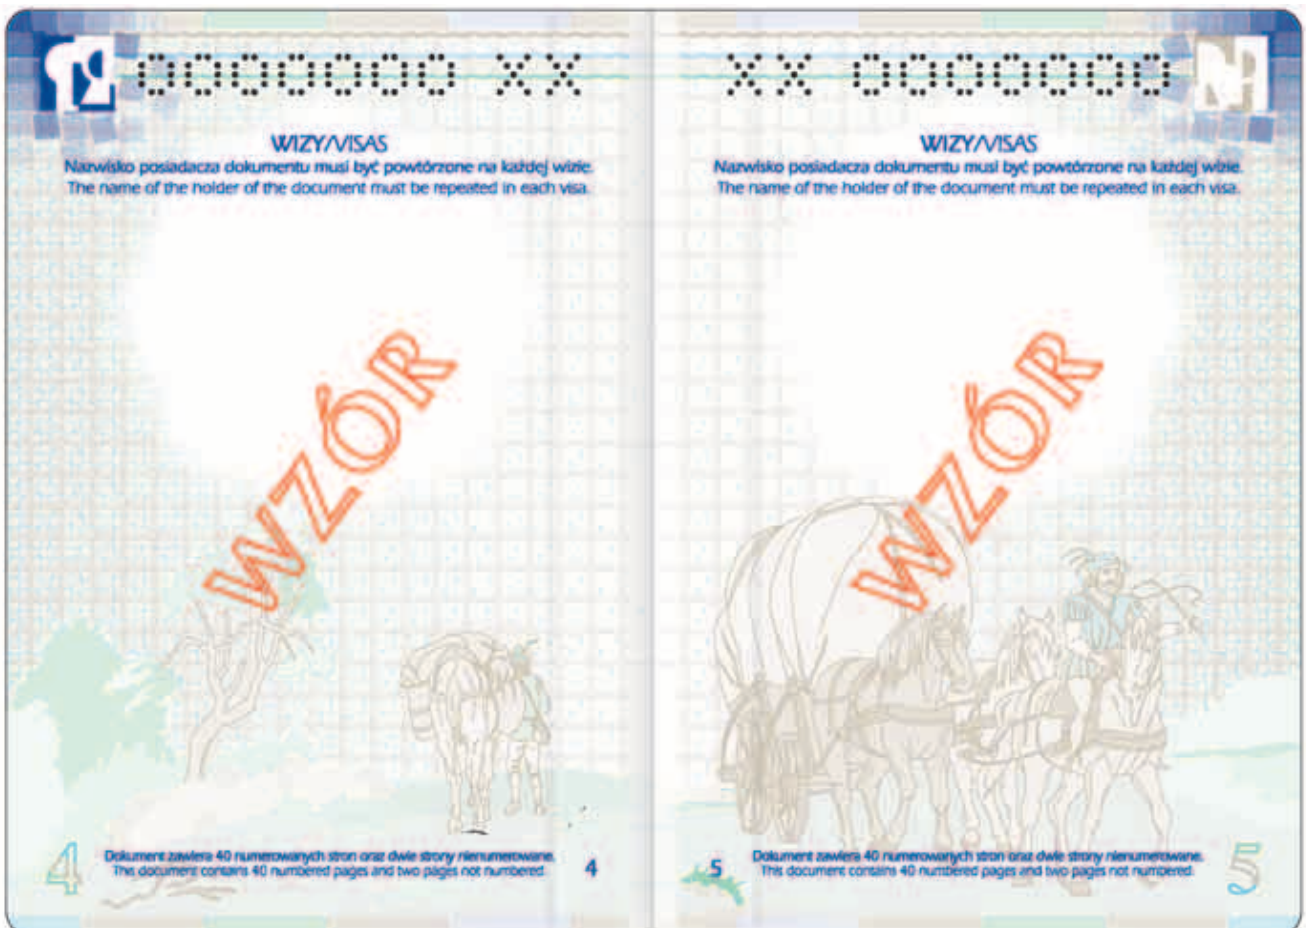 0000000 XX
WIZY/VISAS
Nazwisko posiadacza dokumentu musi być powtórzone na każdej wizie.
The name of the holder of the document must be repeated in each visa.
WZÓR
4
Dokument zawiera 40 numerowanych stron oraz dwie strony nienumerowane.
This document contains 40 numbered pages and two pages not numbered.
4
XX 0000000
WIZY/VISAS
Nazwisko posiadacza dokumentu musi być powtórzone na każdej wizie.
The name of the holder of the document must be repeated in each visa.
WZÓR
5
Dokument zawiera 40 numerowanych stron oraz dwie strony nienumerowane.
This document contains 40 numbered pages and two pages not numbered.
5